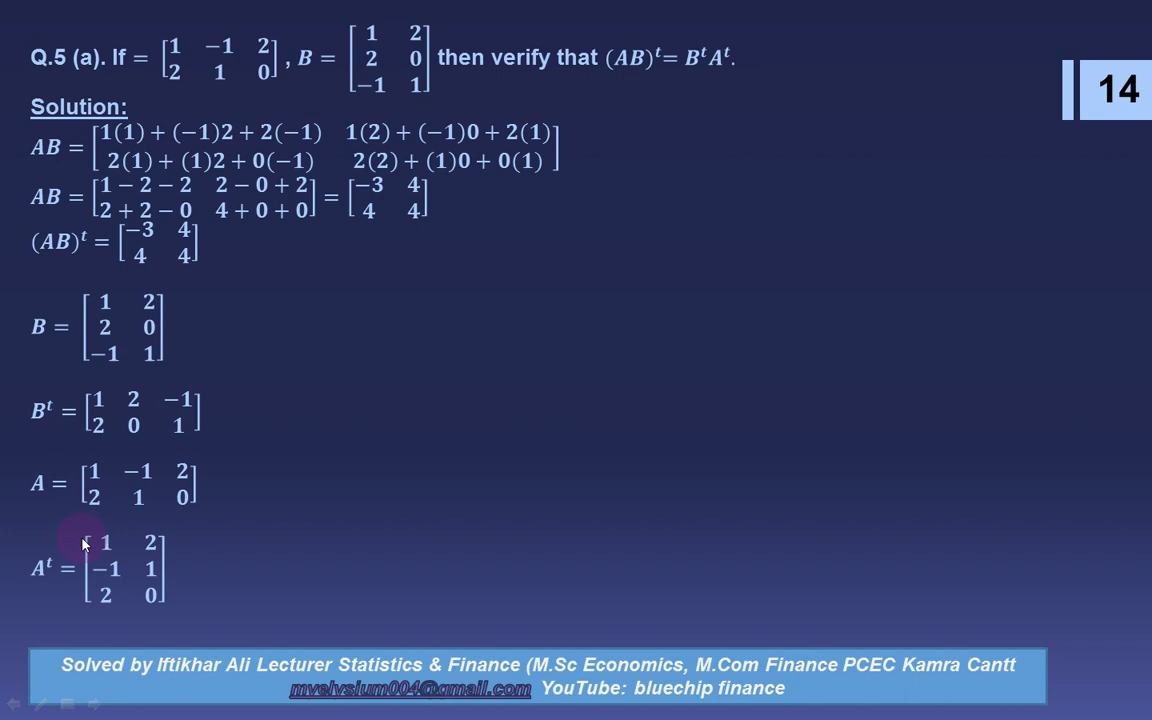 Q.5 (a). If = [1 −1 2; 2 1 0], B = [1 2; 2 0; −1 1] then verify that (AB)ᵗ= BᵗAᵗ.
14
Solution:
AB = [1(1) + (−1)2 + 2(−1) 1(2) + (−1)0 + 2(1); 2(1) + (1)2 + 0(−1) 2(2) + (1)0 + 0(1)]
AB = [1 − 2 − 2 2 − 0 + 2; 2 + 2 − 0 4 + 0 + 0] = [−3 4; 4 4]
(AB)ᵗ = [−3 4; 4 4]
B = [1 2; 2 0; −1 1]
Bᵗ = [1 2 −1; 2 0 1]
A = [1 −1 2; 2 1 0]
Aᵗ = [1 2; −1 1; 2 0]
Solved by Iftikhar Ali Lecturer Statistics & Finance (M.Sc Economics, M.Com Finance PCEC Kamra Cantt
myelysium004@gmail.com YouTube: bluechip finance